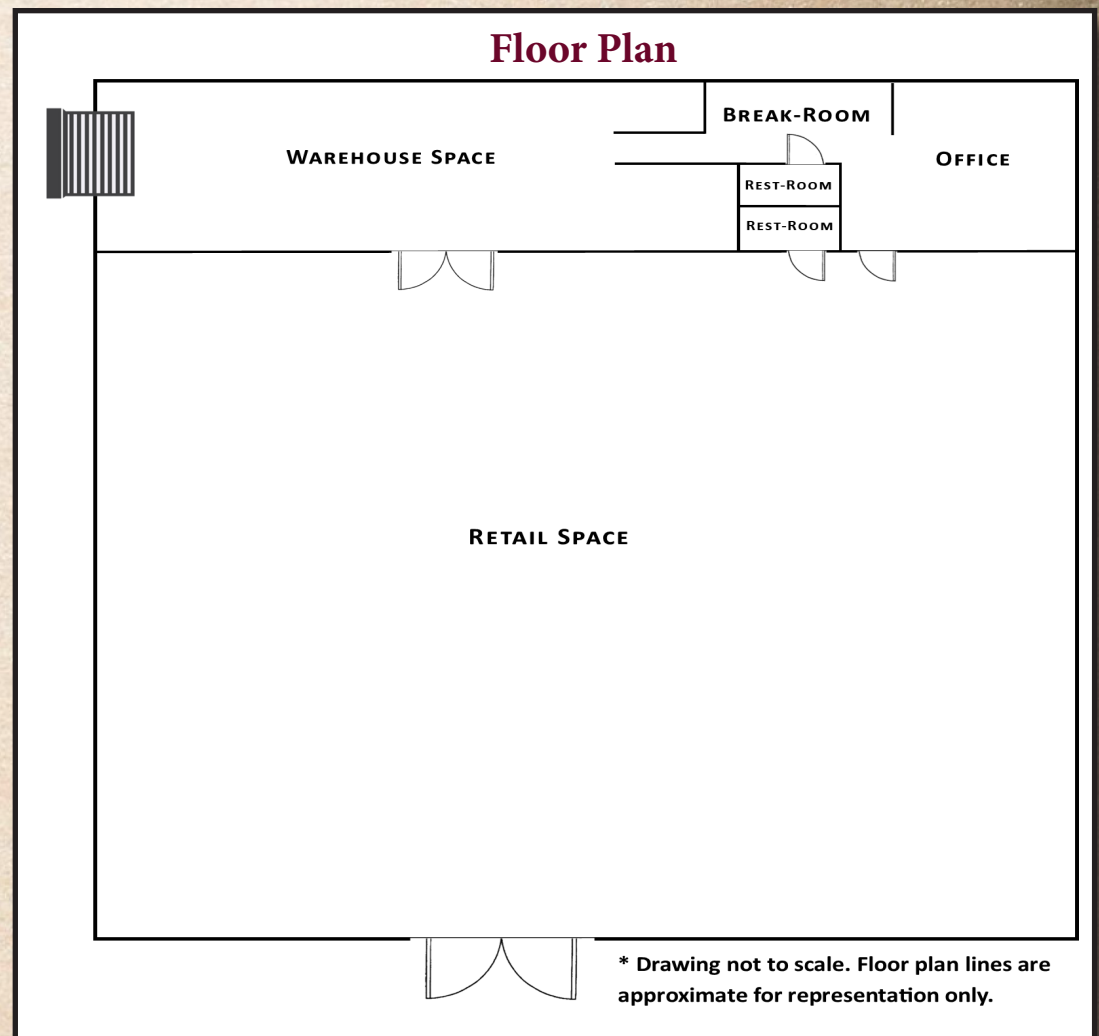 Floor Plan
Break-Room
Warehouse Space
Office
Rest-Room
Rest-Room
Retail Space
* Drawing not to scale. Floor plan lines are
approximate for representation only.